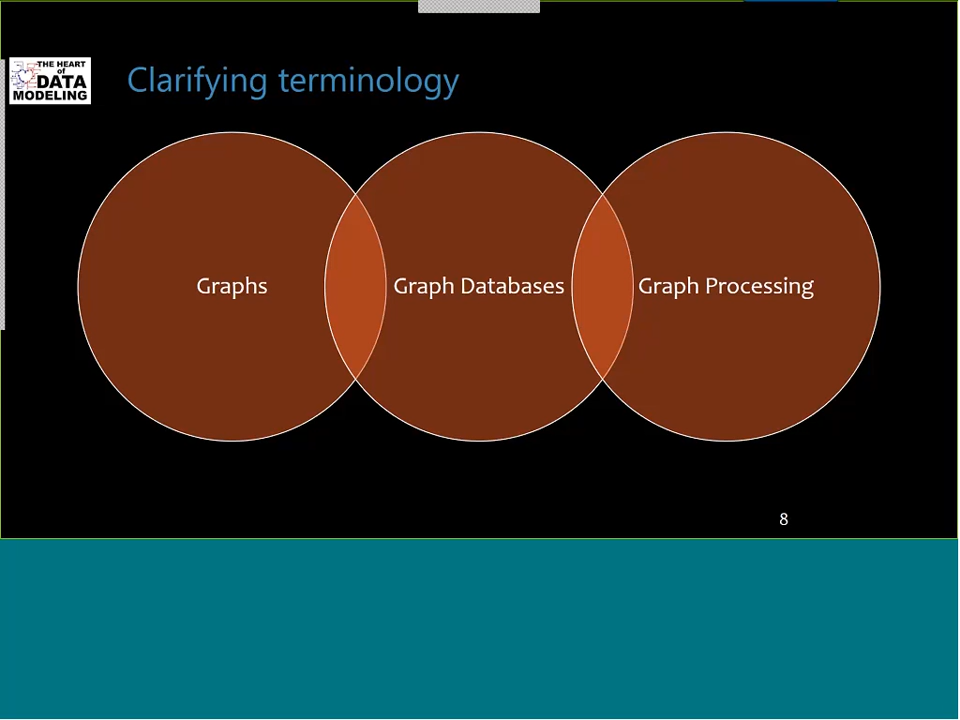 THE HEART
of
DATA
MODELING
Clarifying terminology
Graphs
Graph Databases
Graph Processing
8